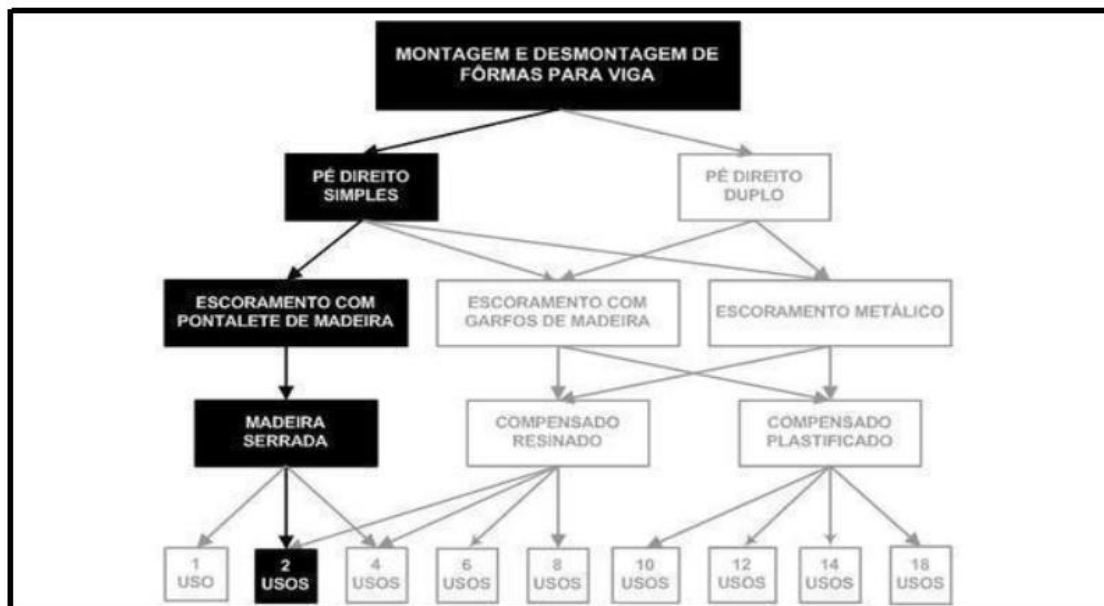 MONTAGEM E DESMONTAGEM DE
FÔRMAS PARA VIGA
PÉ DIREITO
SIMPLES
PÉ DIREITO
DUPLO
ESCORAMENTO COM
PONTALETE DE MADEIRA
ESCORAMENTO COM
GARFOS DE MADEIRA
ESCORAMENTO METÁLICO
MADEIRA
SERRADA
COMPENSADO
RESINADO
COMPENSADO
PLASTIFICADO
1
USO
2
USOS
4
USOS
6
USOS
8
USOS
10
USOS
12
USOS
14
USOS
18
USOS